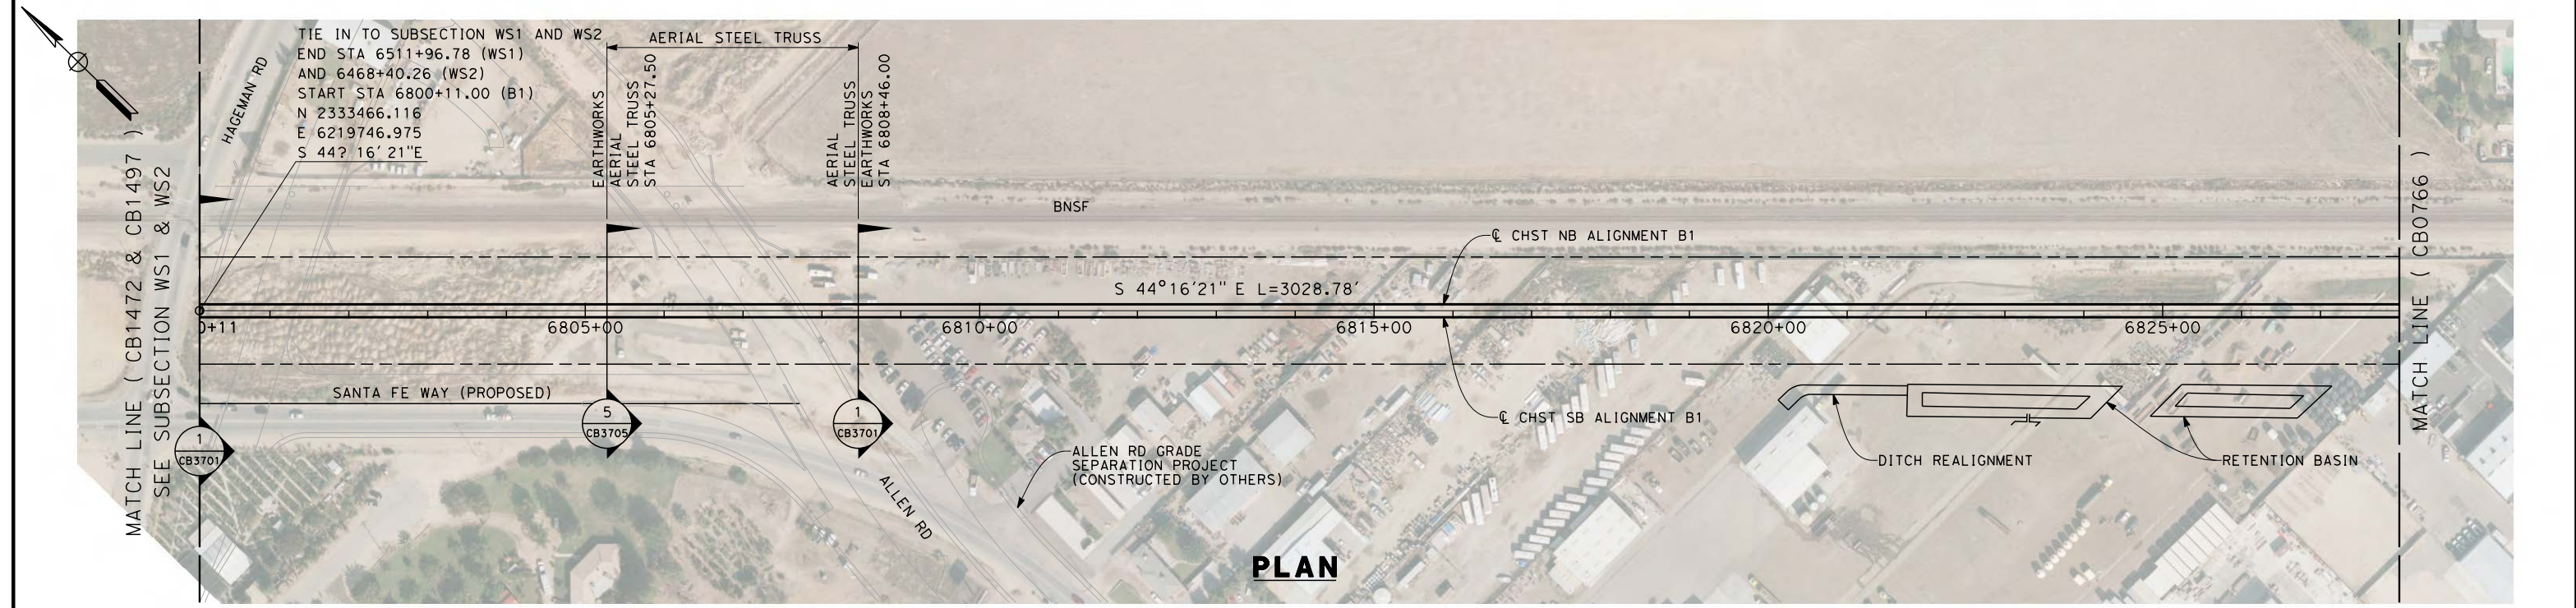 TIE IN TO SUBSECTION WS1 AND WS2
END STA 6511+96.78 (WS1)
AND 6468+40.26 (WS2)
START STA 6800+11.00 (B1)
N 2333466.116
E 6219746.975
S 44? 16' 21"E
HAGEMAN RD
AERIAL STEEL TRUSS
EARTHWORKS
AERIAL
STEEL TRUSS
STA 6805+27.50
AERIAL
STEEL TRUSS
EARTHWORKS
STA 6808+46.00
MATCH LINE ( CB1472 & CB1497 )
SEE SUBSECTION WS1 & WS2
BNSF
℄ CHST NB ALIGNMENT B1
S 44°16'21" E L=3028.78'
0+11
6805+00
6810+00
6815+00
6820+00
6825+00
MATCH LINE ( CB0766 )
SANTA FE WAY (PROPOSED)
1
CB3701
5
CB3705
1
CB3701
℄ CHST SB ALIGNMENT B1
ALLEN RD GRADE
SEPARATION PROJECT
(CONSTRUCTED BY OTHERS)
ALLEN RD
DITCH REALIGNMENT
RETENTION BASIN
PLAN